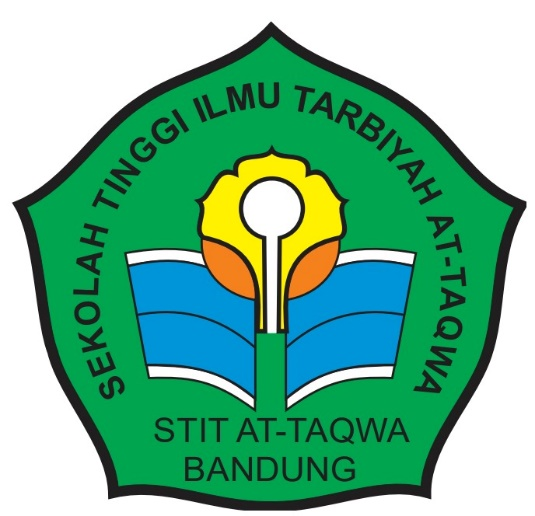 SEKOLAH TINGGI ILMU TARBIYAH AT-TAQWA
STIT AT-TAQWA
BANDUNG